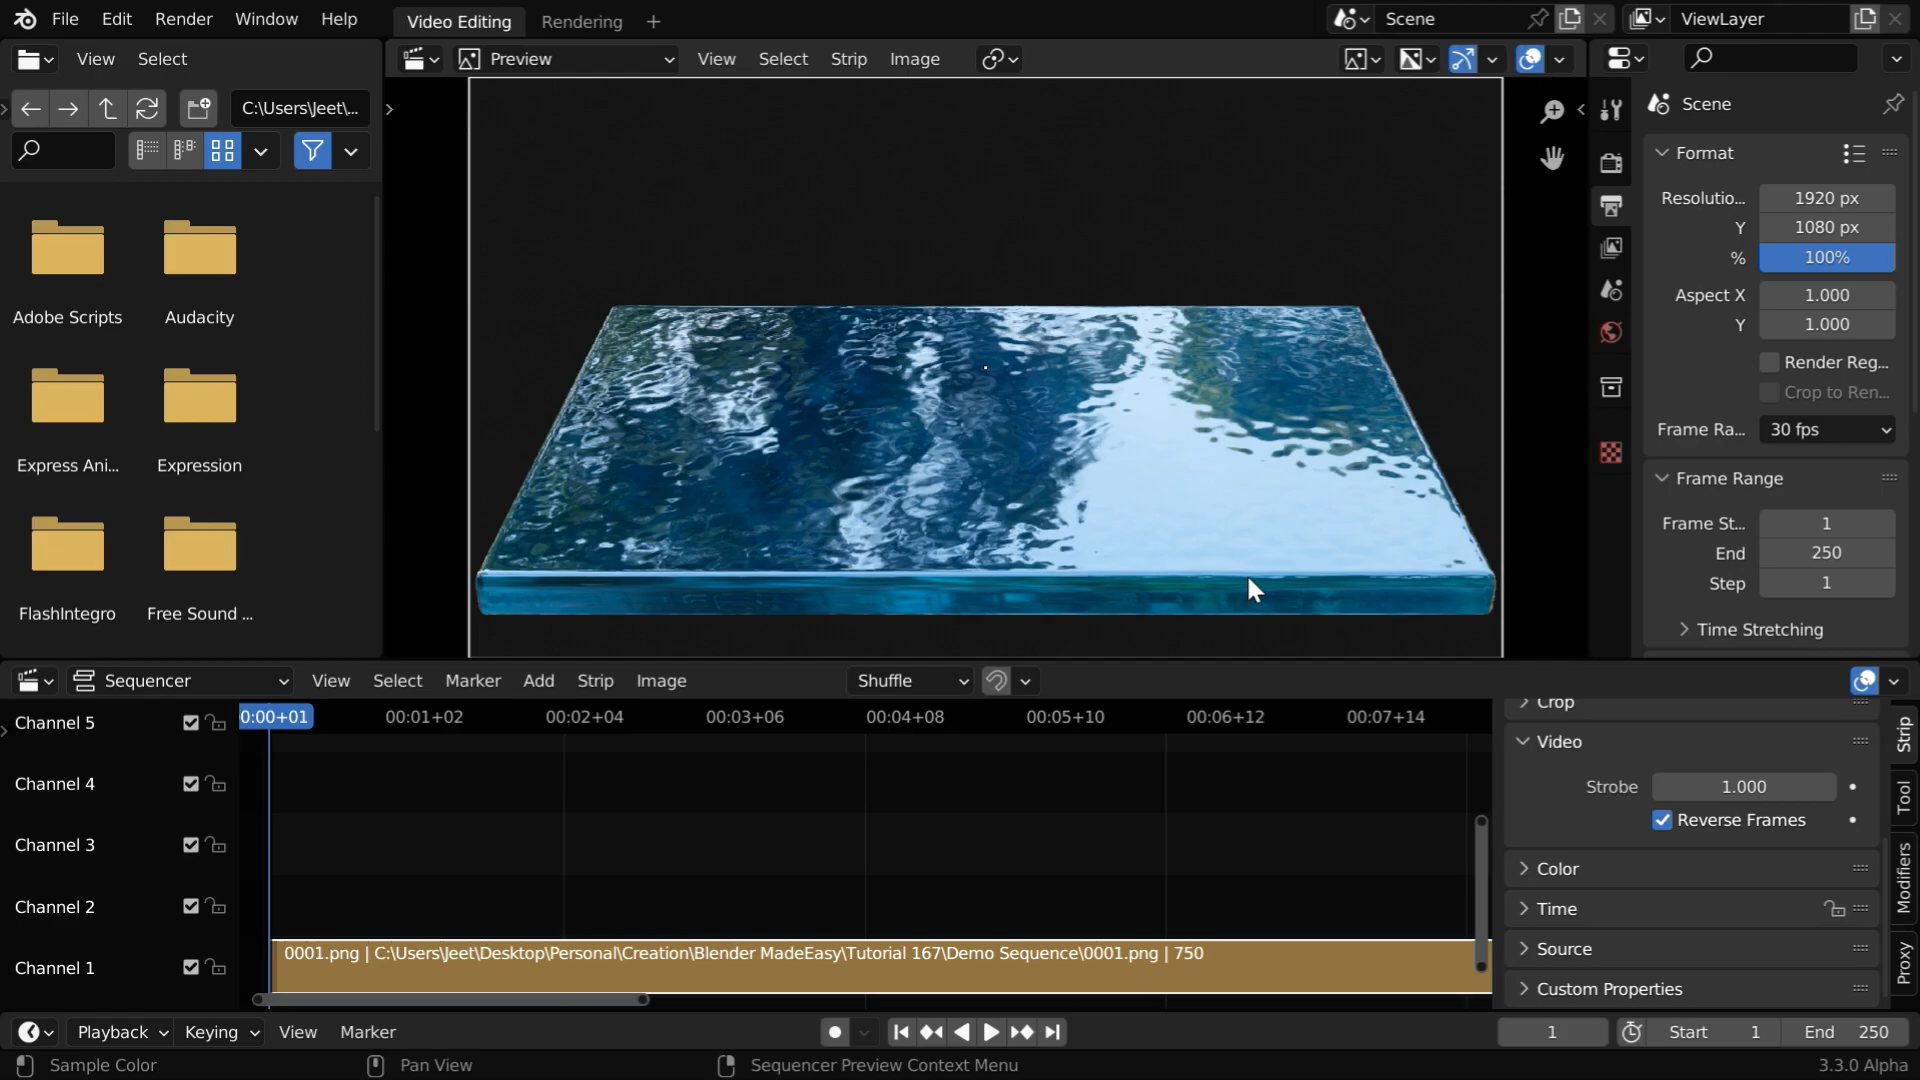 File Edit Render Window Help Video Editing Rendering + Scene ViewLayer
View Select Preview View Select Strip Image
C:\Users\Jeet\...
Adobe Scripts Audacity
Express Ani... Expression
FlashIntegro Free Sound ...
Scene
Format
Resolutio... 1920 px
Y 1080 px
% 100%
Aspect X 1.000
Y 1.000
Render Reg...
Crop to Ren...
Frame Ra... 30 fps
Frame Range
Frame St... 1
End 250
Step 1
Time Stretching
Sequencer View Select Marker Add Strip Image Shuffle
0:00+01 00:01+02 00:02+04 00:03+06 00:04+08 00:05+10 00:06+12 00:07+14
Channel 5
Channel 4
Channel 3
Channel 2
Channel 1
0001.png | C:\Users\Jeet\Desktop\Personal\Creation\Blender MadeEasy\Tutorial 167\Demo Sequence\0001.png | 750
Crop
Video
Strobe 1.000
Reverse Frames
Color
Time
Source
Custom Properties
Strip
Tool
Modifiers
Proxy
Playback Keying View Marker 1 Start 1 End 250
Sample Color Pan View Sequencer Preview Context Menu 3.3.0 Alpha